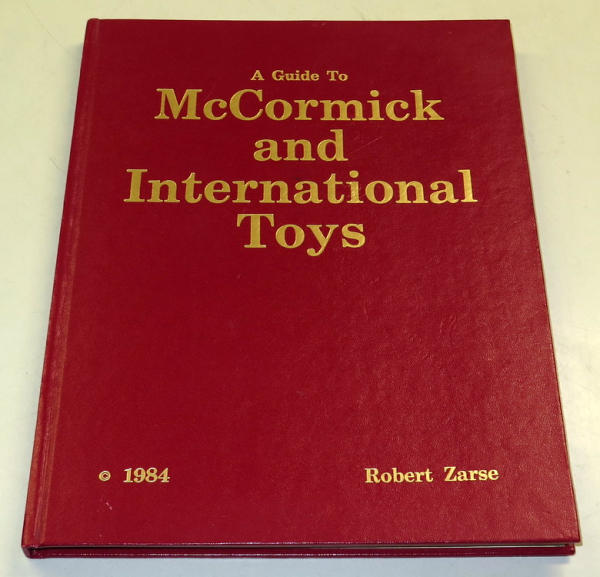 A Guide To
McCormick
and
International
Toys
© 1984 Robert Zarse